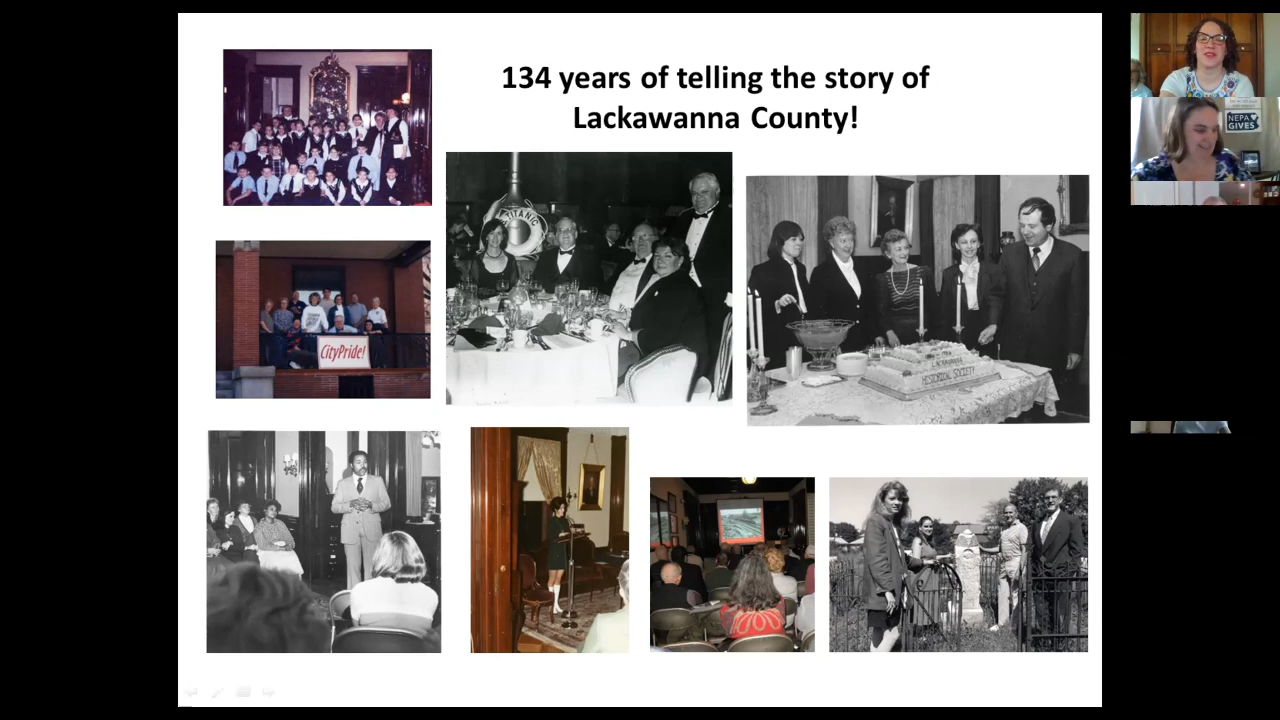 134 years of telling the story of
Lackawanna County!
TITANIC
CityPride!
LACKAWANNA
HISTORICAL SOCIETY
NEPA
GIVES